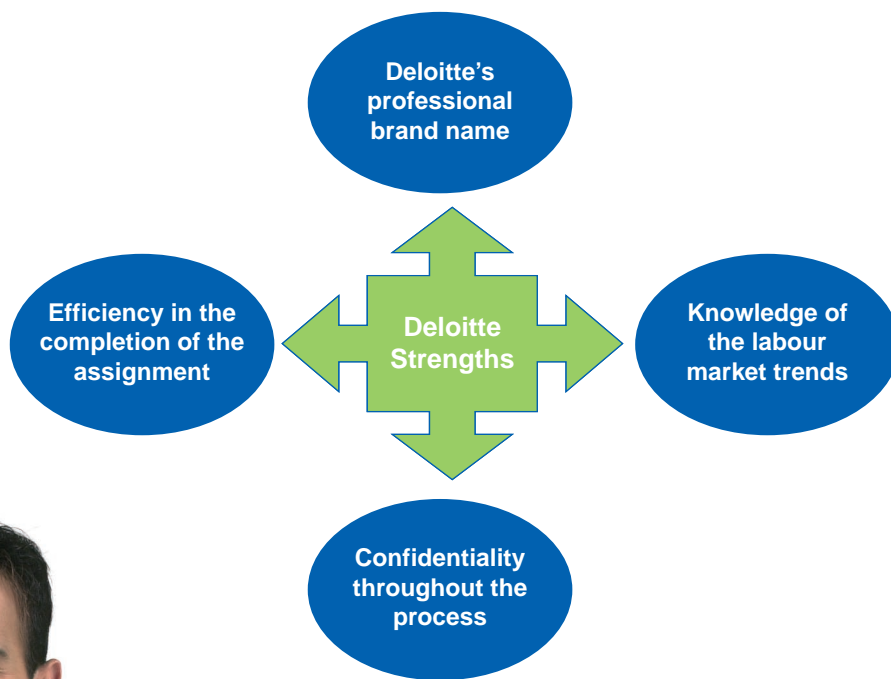 Deloitte’s
professional
brand name
Efficiency in the
completion of the
assignment
Deloitte
Strengths
Knowledge of
the labour
market trends
Confidentiality
throughout the
process